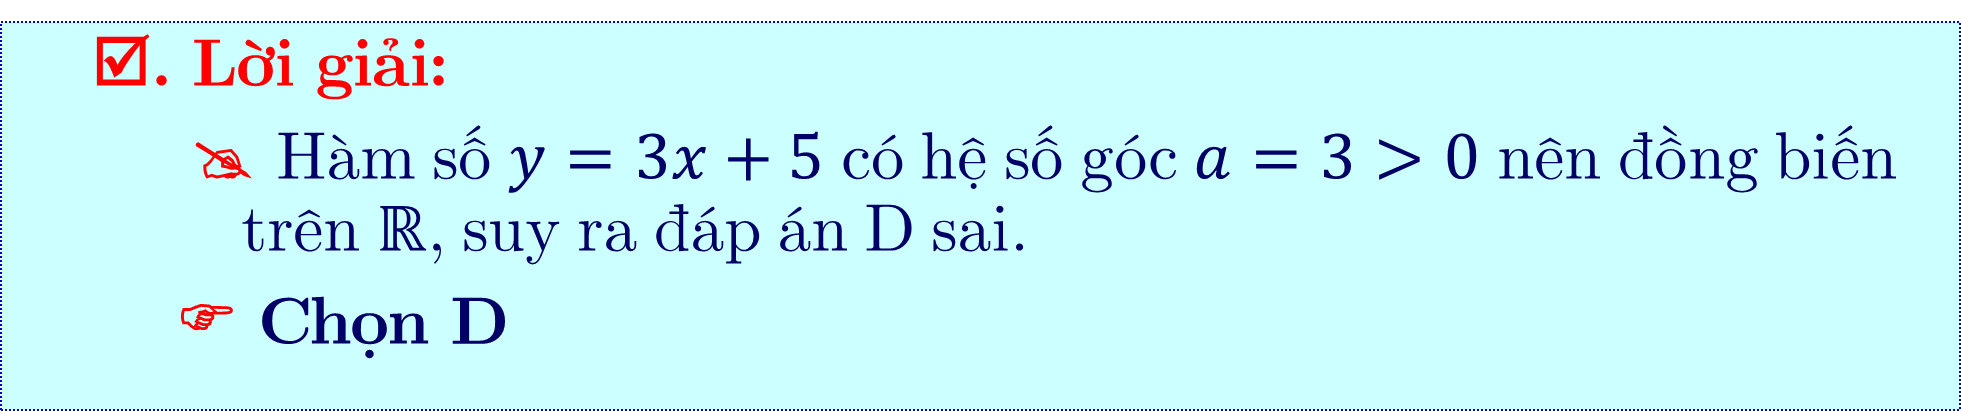 ☑. Lời giải:
✍ Hàm số y = 3x + 5 có hệ số góc a = 3 > 0 nên đồng biến
trên ℝ, suy ra đáp án D sai.
☞ Chọn D